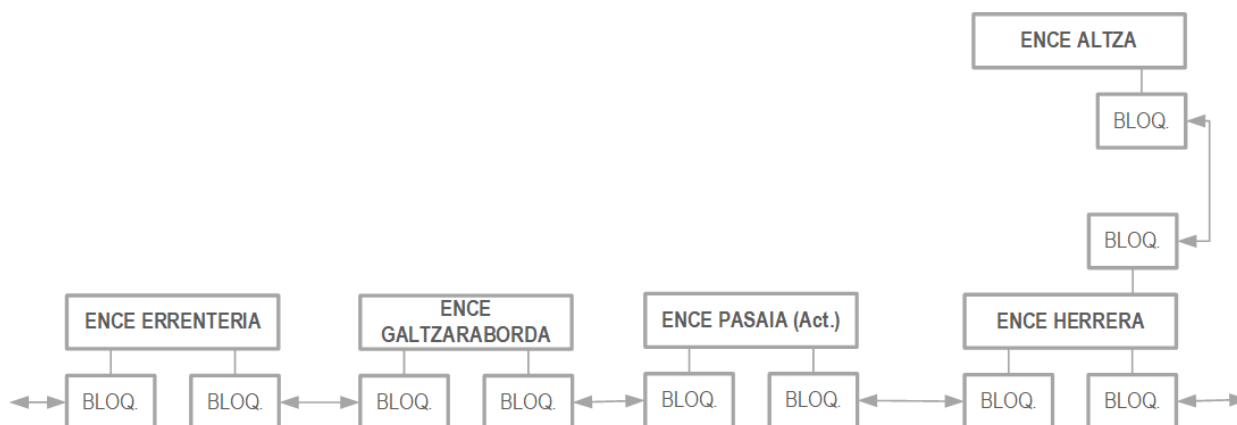 ENCE ALTZA
BLOQ.
BLOQ.
ENCE ERRENTERIA
ENCE
GALTZARABORDA
ENCE PASAIA (Act.)
ENCE HERRERA
BLOQ.
BLOQ.
BLOQ.
BLOQ.
BLOQ.
BLOQ.
BLOQ.
BLOQ.